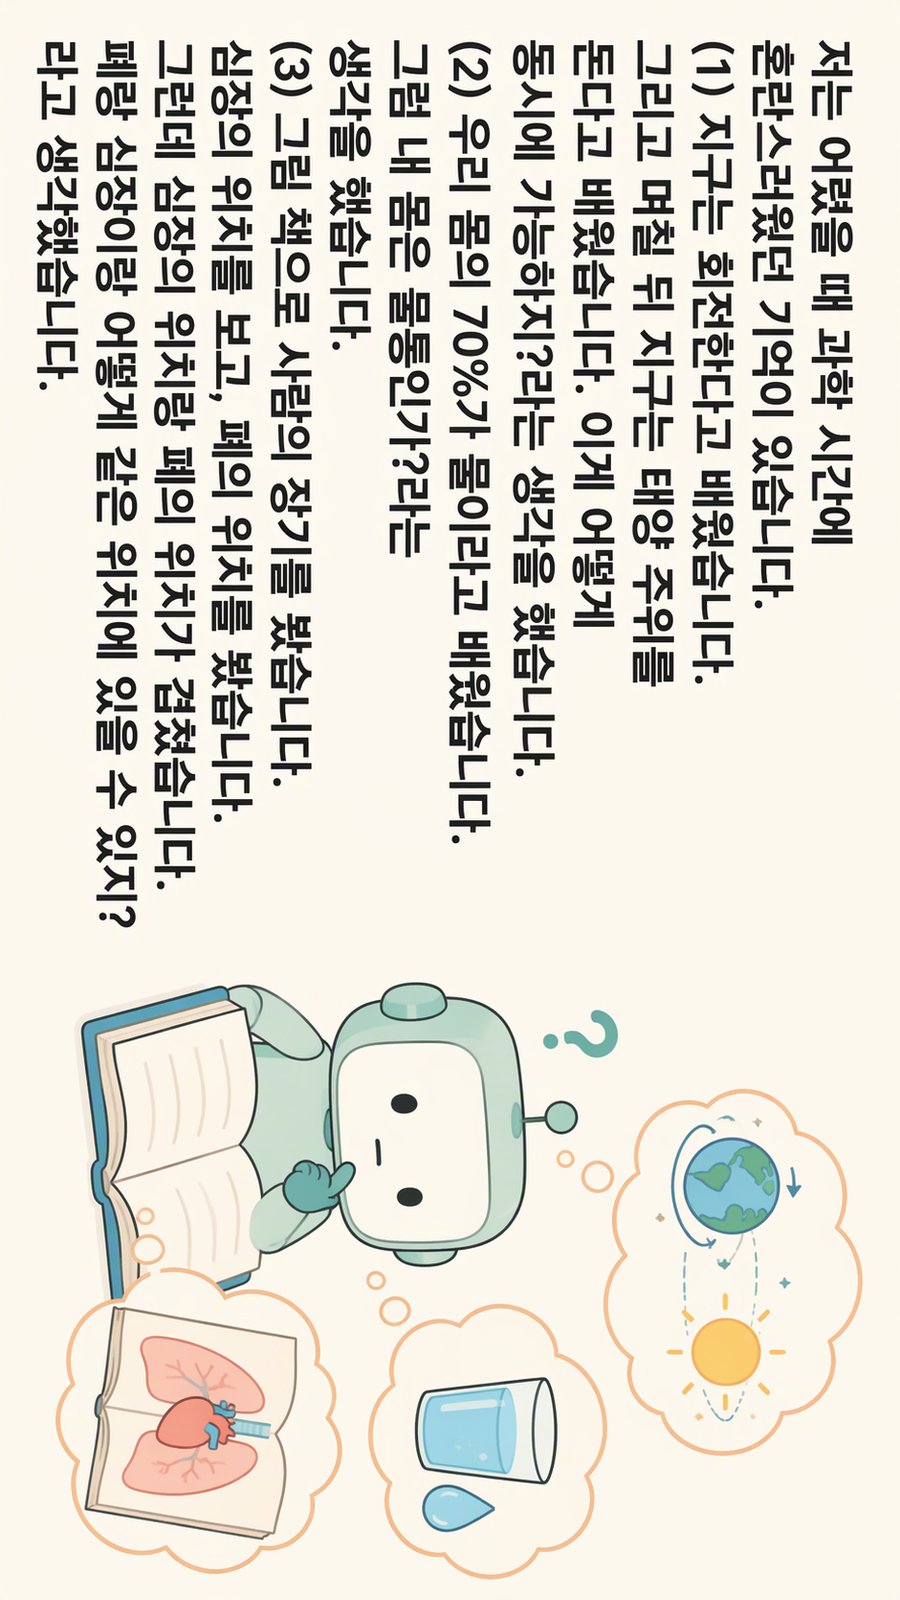 저는 어렸을 때 과학 시간에
혼란스러웠던 기억이 있습니다.
(1) 지구는 회전한다고 배웠습니다.
그리고 며칠 뒤 지구는 태양 주위를
돈다고 배웠습니다. 이게 어떻게
동시에 가능하지?라는 생각을 했습니다.
(2) 우리 몸의 70%가 물이라고 배웠습니다.
그럼 내 몸은 물통인가?라는
생각을 했습니다.
(3) 그림 책으로 사람의 장기를 봤습니다.
심장의 위치를 보고, 폐의 위치를 봤습니다.
그런데 심장의 위치랑 폐의 위치가 겹쳤습니다.
폐랑 심장이랑 어떻게 같은 위치에 있을 수 있지?
라고 생각했습니다.
?